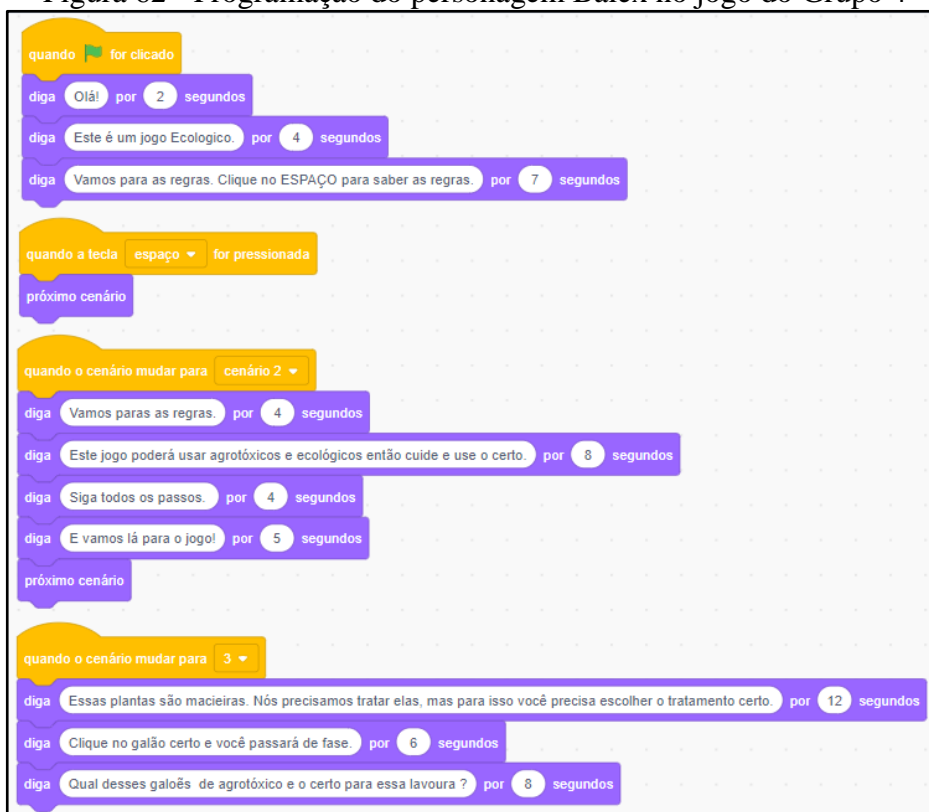 quando for clicado
diga Olá! por 2 segundos
diga Este é um jogo Ecologico. por 4 segundos
diga Vamos para as regras. Clique no ESPAÇO para saber as regras. por 7 segundos
quando a tecla espaço for pressionada
próximo cenário
quando o cenário mudar para cenário 2
diga Vamos paras as regras. por 4 segundos
diga Este jogo poderá usar agrotóxicos e ecológicos então cuide e use o certo. por 8 segundos
diga Siga todos os passos. por 4 segundos
diga E vamos lá para o jogo! por 5 segundos
próximo cenário
quando o cenário mudar para 3
diga Essas plantas são macieiras. Nós precisamos tratar elas, mas para isso você precisa escolher o tratamento certo. por 12 segundos
diga Clique no galão certo e você passará de fase. por 6 segundos
diga Qual desses galoês de agrotóxico e o certo para essa lavoura ? por 8 segundos